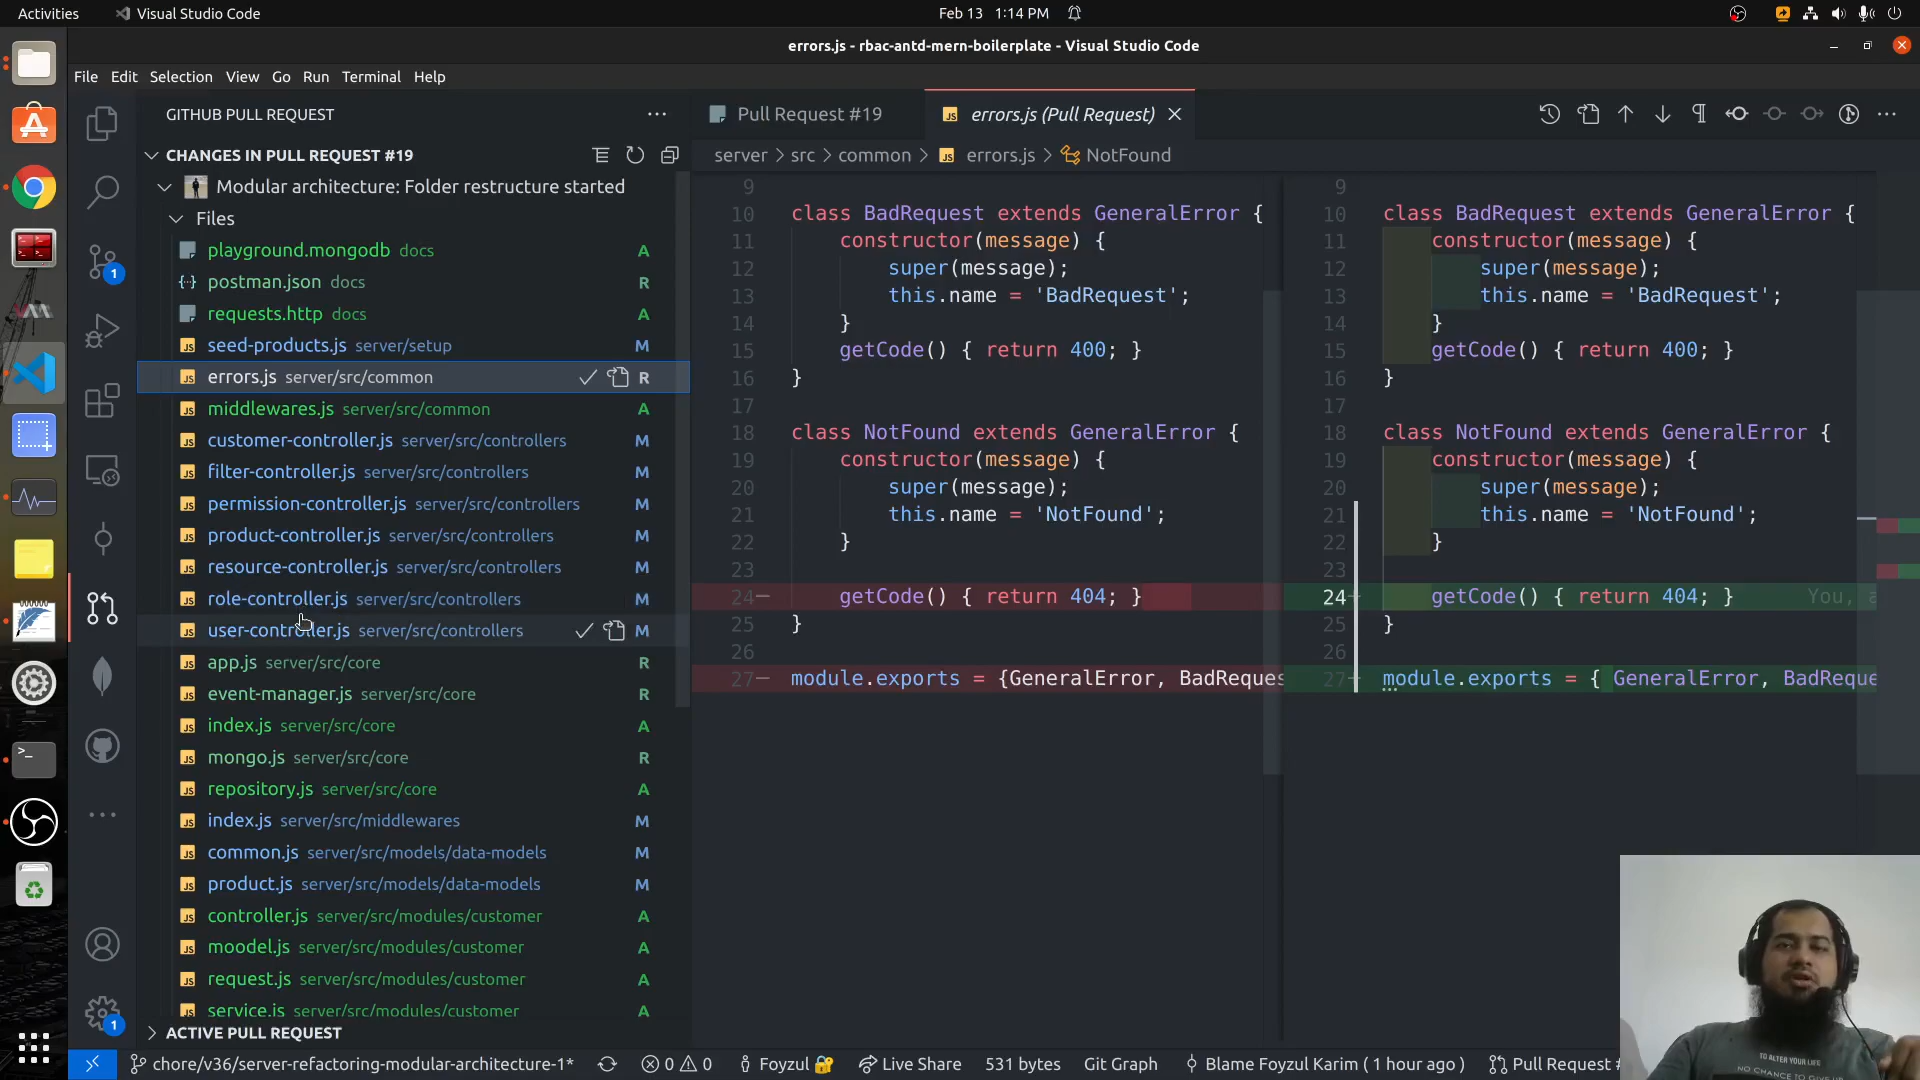 Activities Visual Studio Code Feb 13 1:14 PM
errors.js - rbac-antd-mern-boilerplate - Visual Studio Code
File Edit Selection View Go Run Terminal Help
GITHUB PULL REQUEST
CHANGES IN PULL REQUEST #19
Modular architecture: Folder restructure started
Files
playground.mongodb docs A
postman.json docs R
requests.http docs A
seed-products.js server/setup M
errors.js server/src/common R
middlewares.js server/src/common A
customer-controller.js server/src/controllers M
filter-controller.js server/src/controllers M
permission-controller.js server/src/controllers M
product-controller.js server/src/controllers M
resource-controller.js server/src/controllers M
role-controller.js server/src/controllers M
user-controller.js server/src/controllers M
app.js server/src/core R
event-manager.js server/src/core R
index.js server/src/core A
mongo.js server/src/core R
repository.js server/src/core A
index.js server/src/middlewares M
common.js server/src/models/data-models M
product.js server/src/models/data-models M
controller.js server/src/modules/customer A
moodel.js server/src/modules/customer A
request.js server/src/modules/customer A
service.js server/src/modules/customer A
ACTIVE PULL REQUEST
1
1
Pull Request #19 errors.js (Pull Request)
server > src > common > errors.js > NotFound
9
10 class BadRequest extends GeneralError {
11 constructor(message) {
12 super(message);
13 this.name = 'BadRequest';
14 }
15 getCode() { return 400; }
16 }
17
18 class NotFound extends GeneralError {
19 constructor(message) {
20 super(message);
21 this.name = 'NotFound';
22 }
23
24− getCode() { return 404; }
25 }
26
27− module.exports = {GeneralError, BadReques
9
10 class BadRequest extends GeneralError {
11 constructor(message) {
12 super(message);
13 this.name = 'BadRequest';
14 }
15 getCode() { return 400; }
16 }
17
18 class NotFound extends GeneralError {
19 constructor(message) {
20 super(message);
21 this.name = 'NotFound';
22 }
23
24+ getCode() { return 404; } You, a
25 }
26
27+ module.exports = { GeneralError, BadReque
TO ALTER YOUR LIFE
NO CHANCE TO GIVE UP
chore/v36/server-refactoring-modular-architecture-1* 0 0 Foyzul Live Share 531 bytes Git Graph Blame Foyzul Karim ( 1 hour ago ) Pull Request #